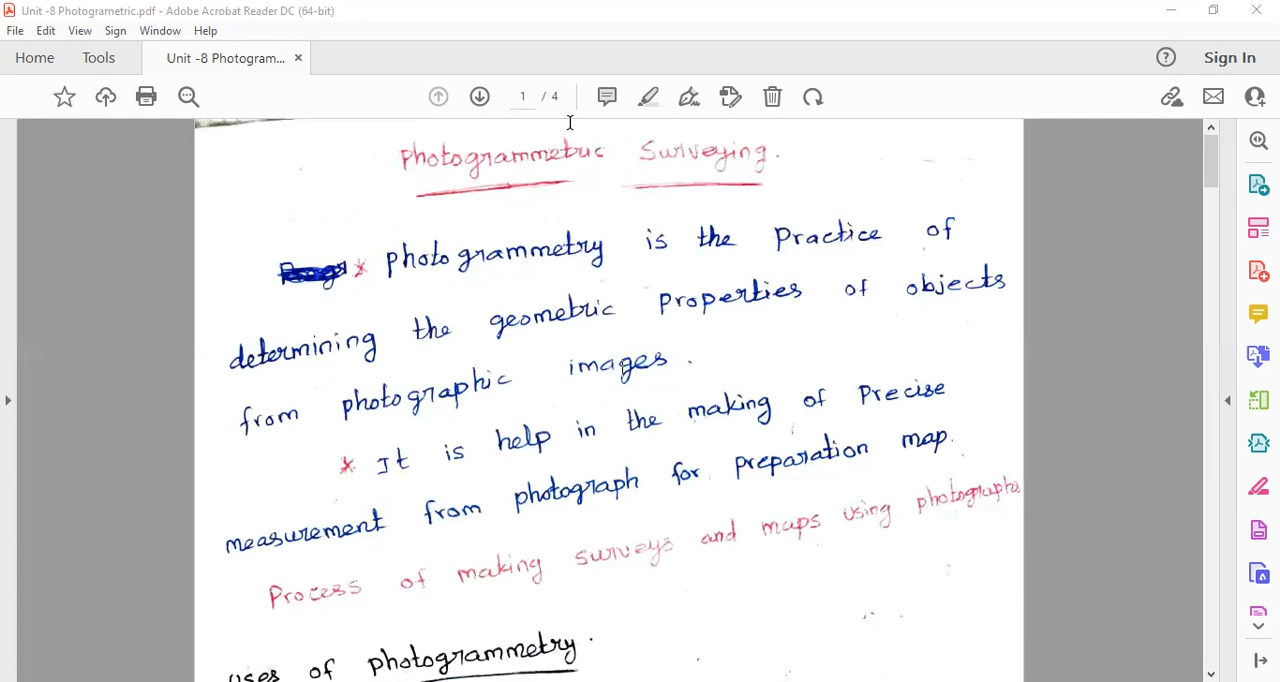 Unit -8 Photogrametric.pdf - Adobe Acrobat Reader DC (64-bit)
File Edit View Sign Window Help
Home Tools Unit -8 Photogram... × Sign In
1 / 4
Photogrammetric Surveying.
* photogrammetry is the Practice of
determining the geometric Properties of objects
from photographic images.
* It is help in the making of Precise
measurement from photograph for preparation map.
Process of making surveys and maps using photographs
uses of photogrammetry.